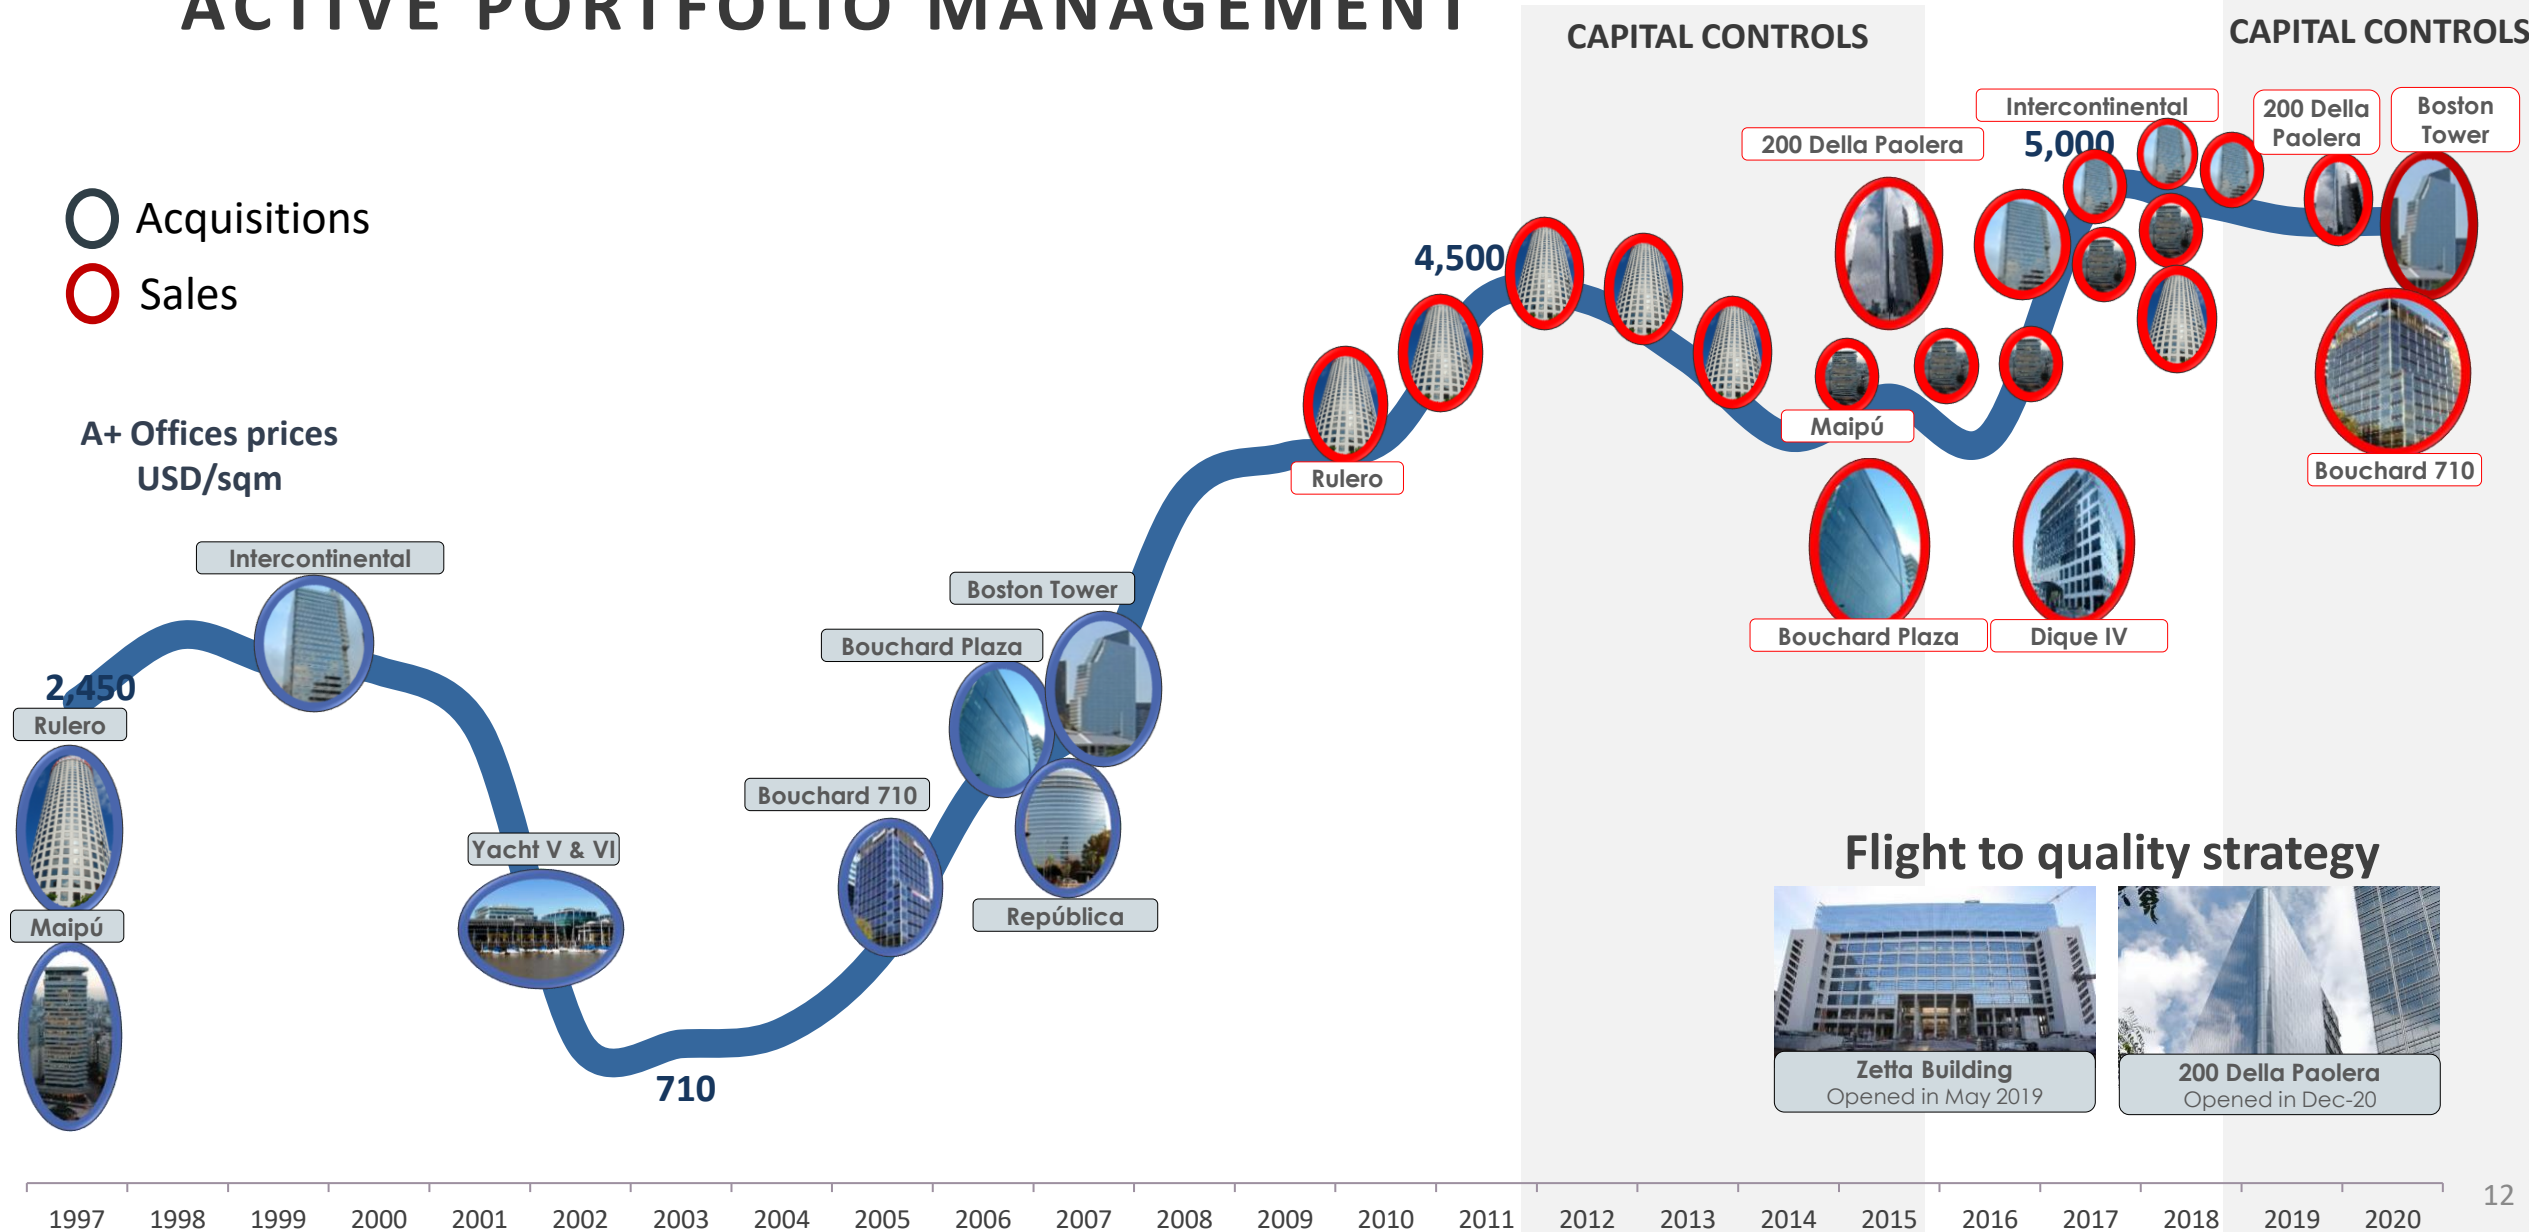 ACTIVE PORTFOLIO MANAGEMENT
CAPITAL CONTROLS
CAPITAL CONTROLS
Acquisitions
Sales
A+ Offices prices
USD/sqm
Intercontinental
5,000
200 Della Paolera
200 Della
Paolera
Boston
Tower
4,500
Rulero
Maipú
Bouchard 710
Bouchard Plaza
Dique IV
Intercontinental
2,450
Rulero
Maipú
Yacht V & VI
710
Bouchard 710
Bouchard Plaza
Boston Tower
República
Flight to quality strategy
Zetta Building
Opened in May 2019
200 Della Paolera
Opened in Dec-20
1997 1998 1999 2000 2001 2002 2003 2004 2005 2006 2007 2008 2009 2010 2011 2012 2013 2014 2015 2016 2017 2018 2019 2020
12